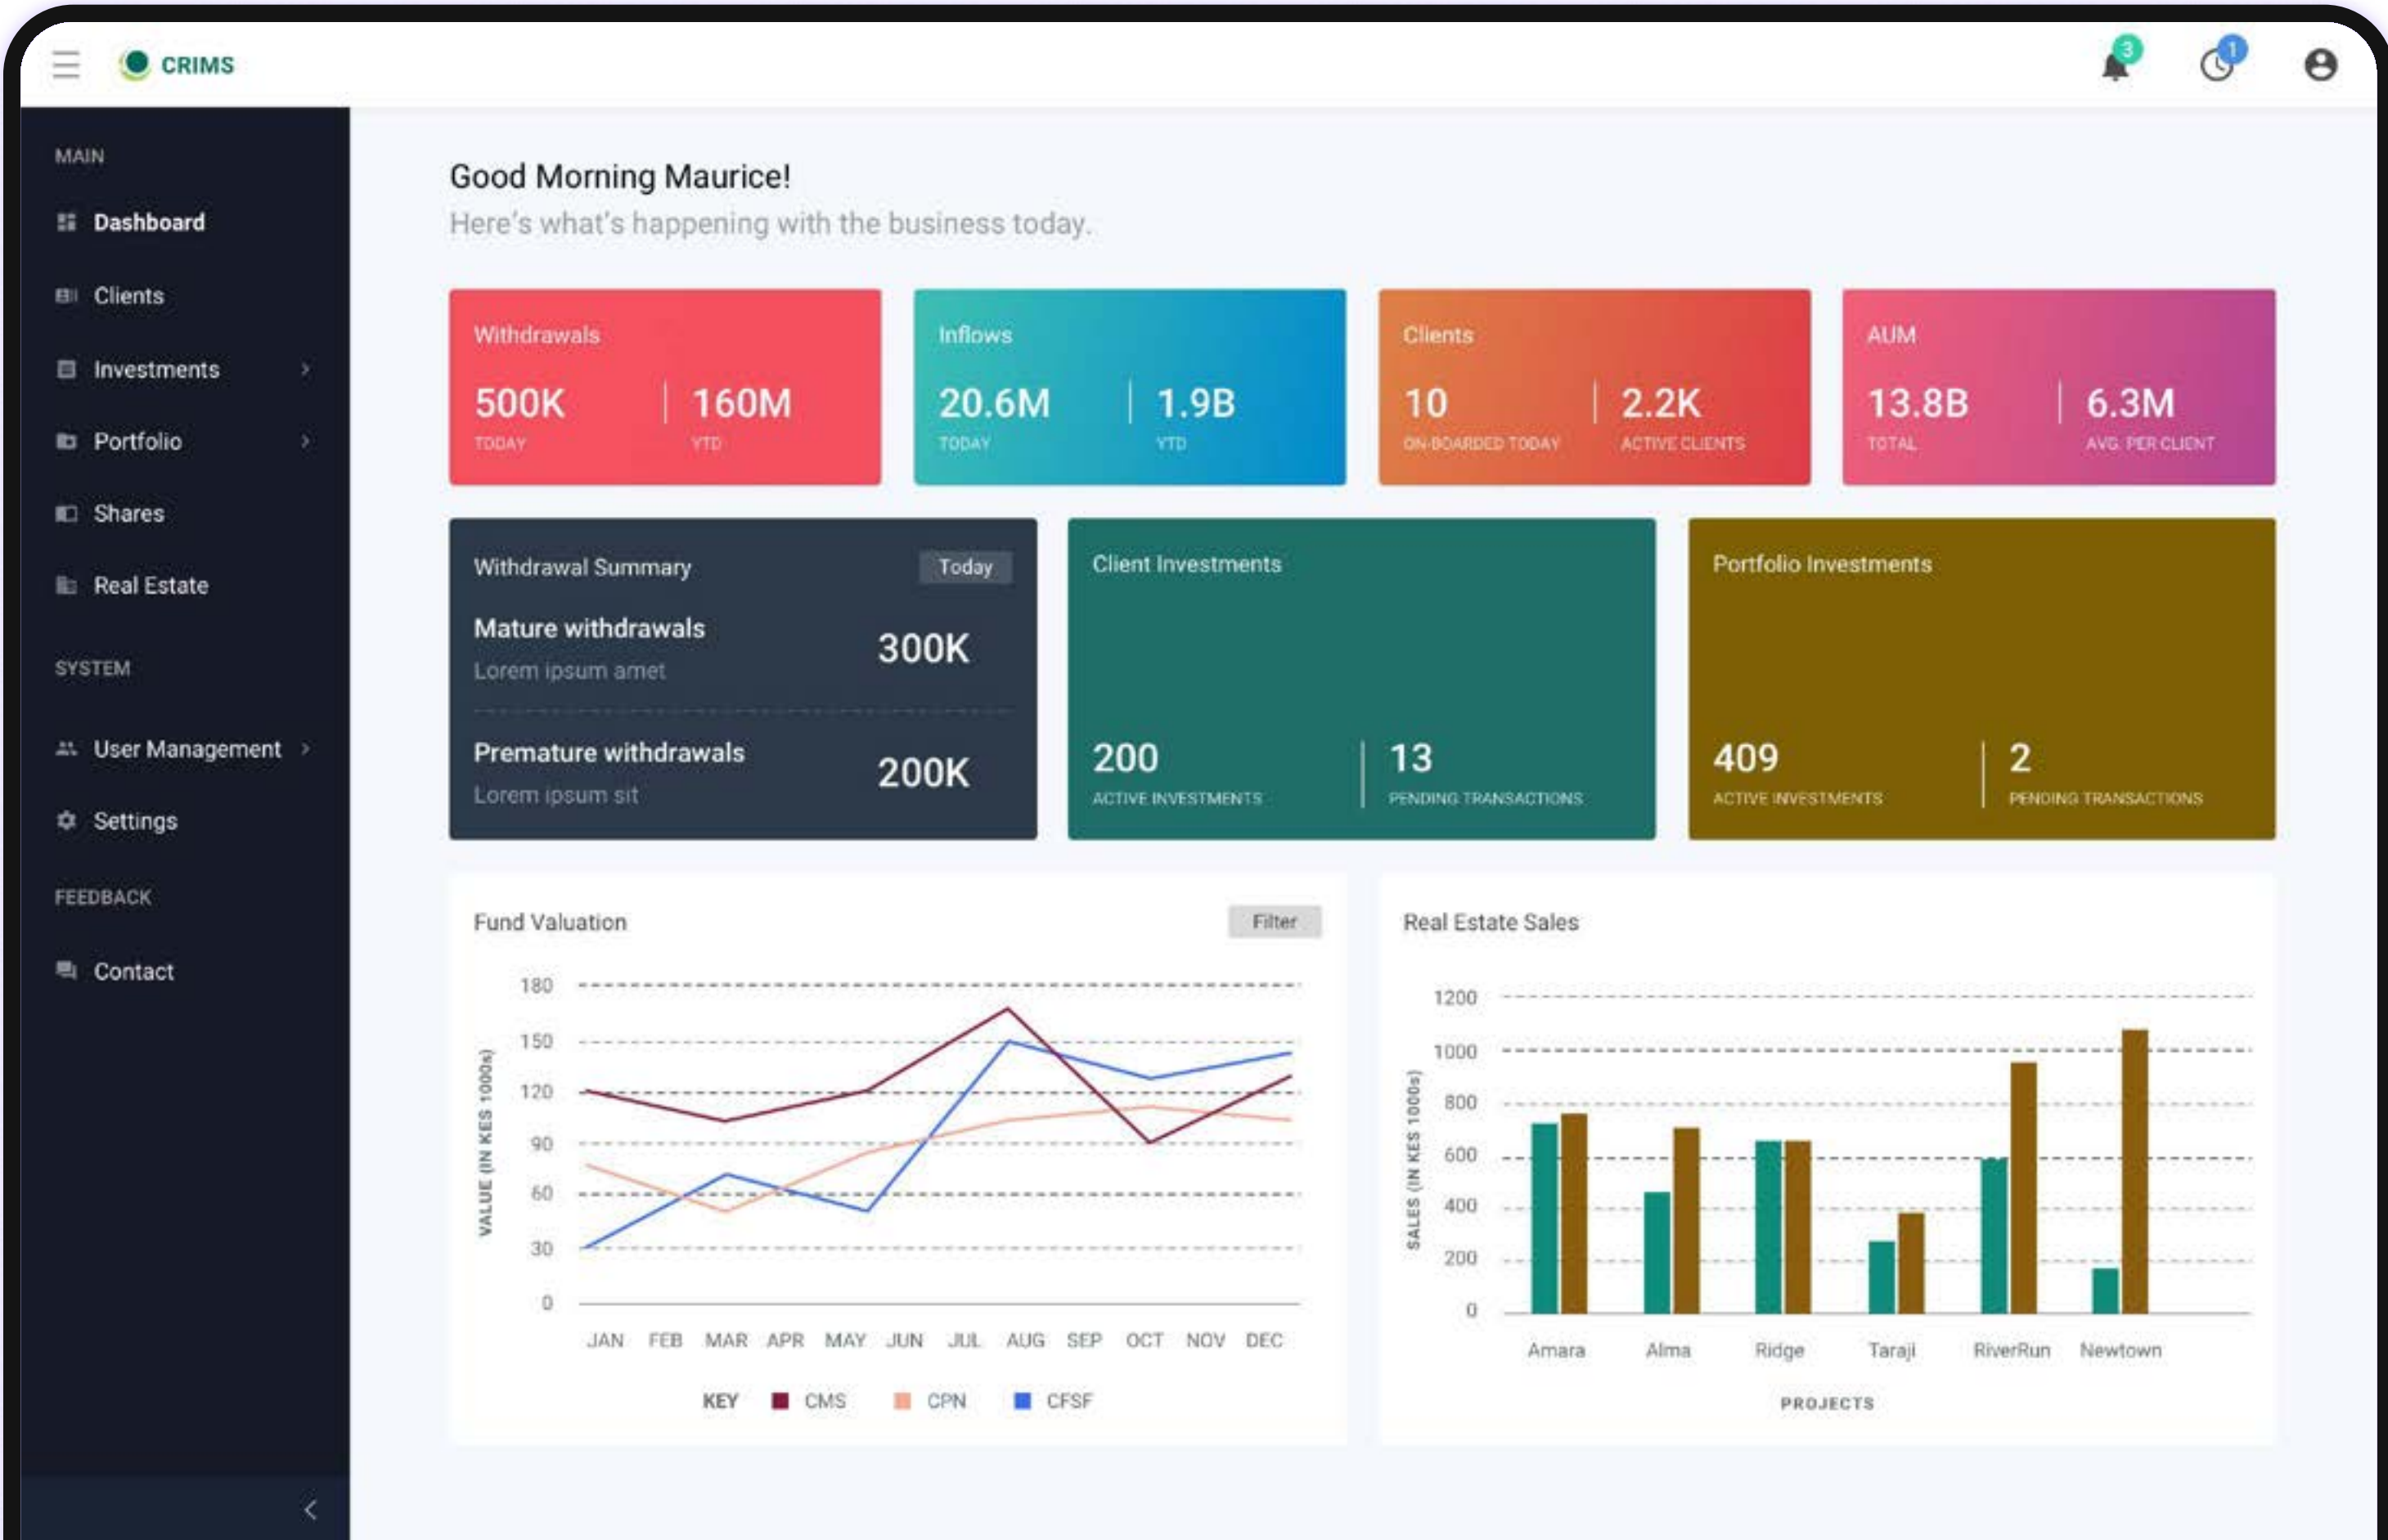 CRIMS
3
1
MAIN
Dashboard
Clients
Investments
Portfolio
Shares
Real Estate
SYSTEM
User Management
Settings
FEEDBACK
Contact
Good Morning Maurice!
Here's what's happening with the business today.
Withdrawals
500K
TODAY
160M
YTD
Inflows
20.6M
TODAY
1.9B
YTD
Clients
10
ON-BOARDED TODAY
2.2K
ACTIVE CLIENTS
AUM
13.8B
TOTAL
6.3M
AVG. PER CLIENT
Withdrawal Summary
Today
Mature withdrawals
Lorem ipsum amet
300K
Premature withdrawals
Lorem ipsum sit
200K
Client Investments
200
ACTIVE INVESTMENTS
13
PENDING TRANSACTIONS
Portfolio Investments
409
ACTIVE INVESTMENTS
2
PENDING TRANSACTIONS
Fund Valuation
Filter
VALUE (IN KES 1000s)
180
150
120
90
60
30
0
JAN FEB MAR APR MAY JUN JUL AUG SEP OCT NOV DEC
KEY CMS CPN CFSF
Real Estate Sales
SALES (IN KES 1000s)
1200
1000
800
600
400
200
0
Amara Alma Ridge Taraji RiverRun Newtown
PROJECTS